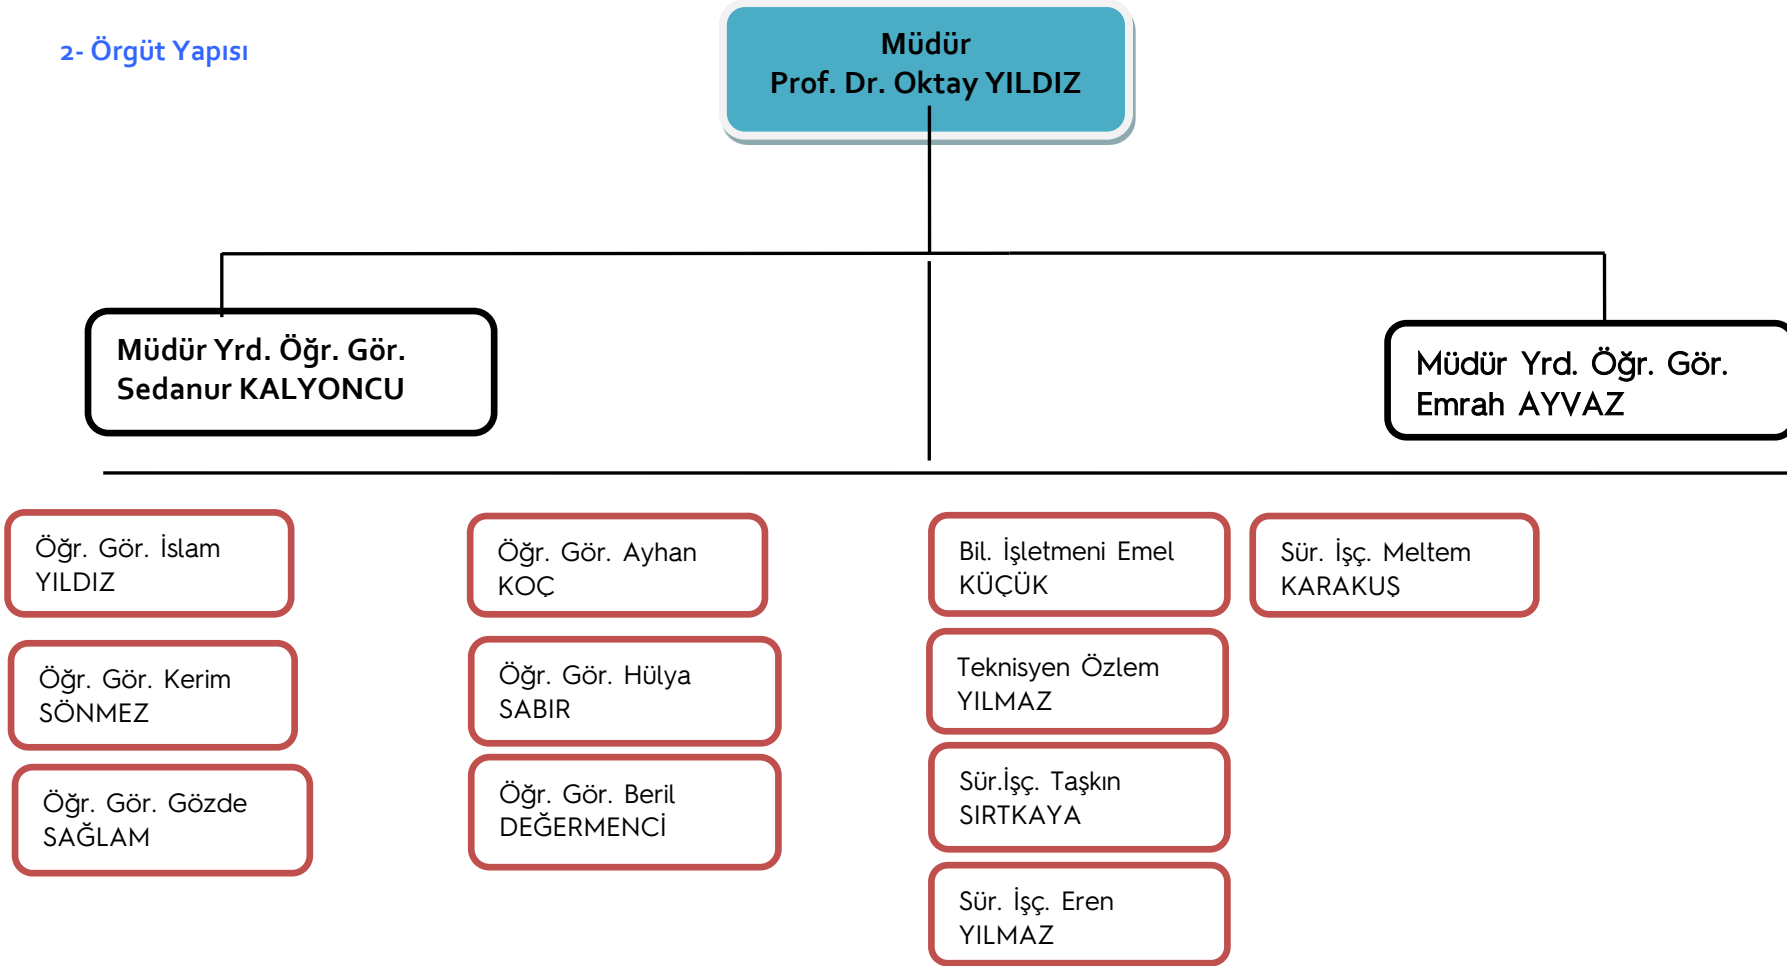 2- Örgüt Yapısı
Müdür
Prof. Dr. Oktay YILDIZ
Müdür Yrd. Öğr. Gör.
Sedanur KALYONCU
Müdür Yrd. Öğr. Gör.
Emrah AYVAZ
Öğr. Gör. İslam
YILDIZ
Öğr. Gör. Kerim
SÖNMEZ
Öğr. Gör. Gözde
SAĞLAM
Öğr. Gör. Ayhan
KOÇ
Öğr. Gör. Hülya
SABIR
Öğr. Gör. Beril
DEĞERMENCİ
Bil. İşletmeni Emel
KÜÇÜK
Teknisyen Özlem
YILMAZ
Sür.İşç. Taşkın
SIRTKAYA
Sür. İşç. Eren
YILMAZ
Sür. İşç. Meltem
KARAKUŞ